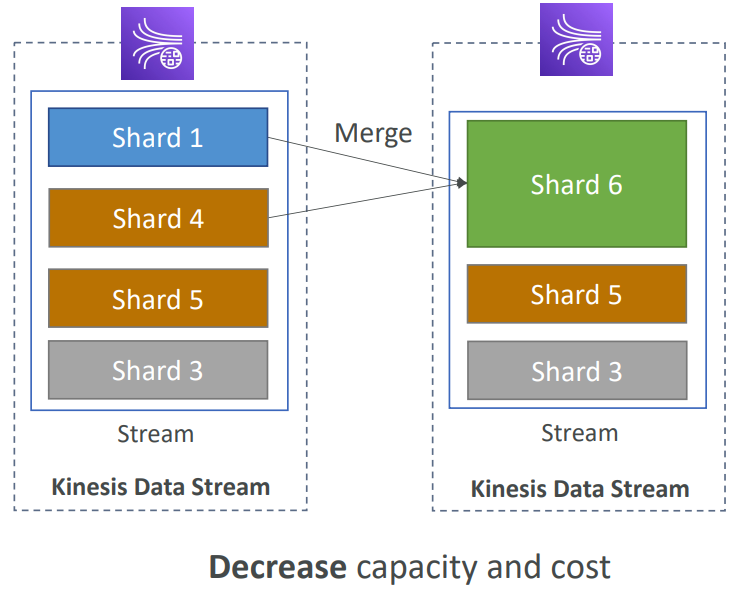 Shard 1
Shard 4
Shard 5
Shard 3
Stream
Kinesis Data Stream
Merge
Shard 6
Shard 5
Shard 3
Stream
Kinesis Data Stream
Decrease capacity and cost